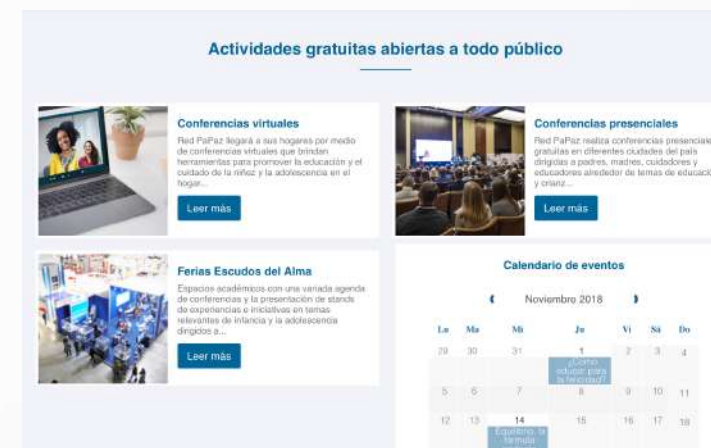 Actividades gratuitas abiertas a todo público
Conferencias virtuales
Red PaPaz llegará a sus hogares por medio
de conferencias virtuales que brindan
herramientas para promover la educación y el
cuidado de la niñez y la adolescencia en el
hogar...
Leer más
Conferencias presenciales
Red PaPaz realiza conferencias presenciale
gratuitas en diferentes ciudades del país
dirigidas a padres, madres, cuidadores y
educadores alrededor de temas de educació
y crianz...
Leer más
Ferias Escudos del Alma
Espacios académicos con una variada agenda
de conferencias y la presentación de stands
de experiencias e iniciativas en temas
relevantes de infancia y la adolescencia
dirigidos a...
Leer más
Calendario de eventos
Noviembre 2018
Lu Ma Mi Ju Vi Sá Do
29 30 31 1 2 3 4
¿Cómo
educar para
la felicidad?
5 6 7 8 9 10 11
12 13 14 15 16 17 18
Equilibrio, la
fórmula